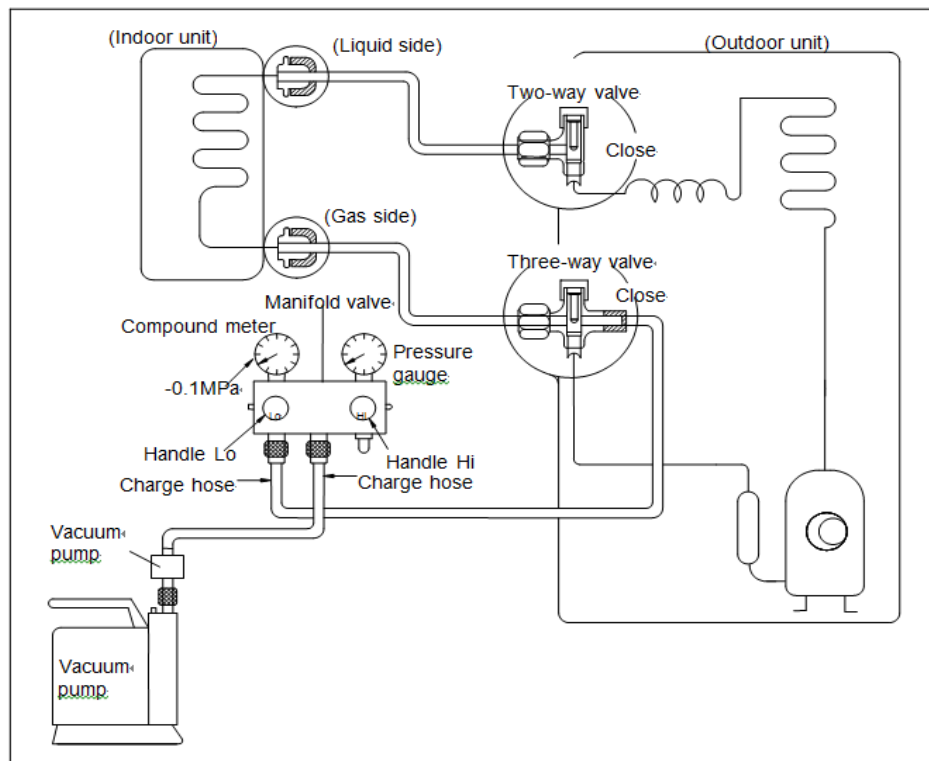 (Indoor unit)
(Liquid side)
(Outdoor unit)
Two-way valve
Close
(Gas side)
Three-way valve
Close
Manifold valve
Compound meter
Pressure
gauge
-0.1MPa
Lo
HI
Handle Lo
Handle Hi
Charge hose
Charge hose
Vacuum
pump
Vacuum
pump